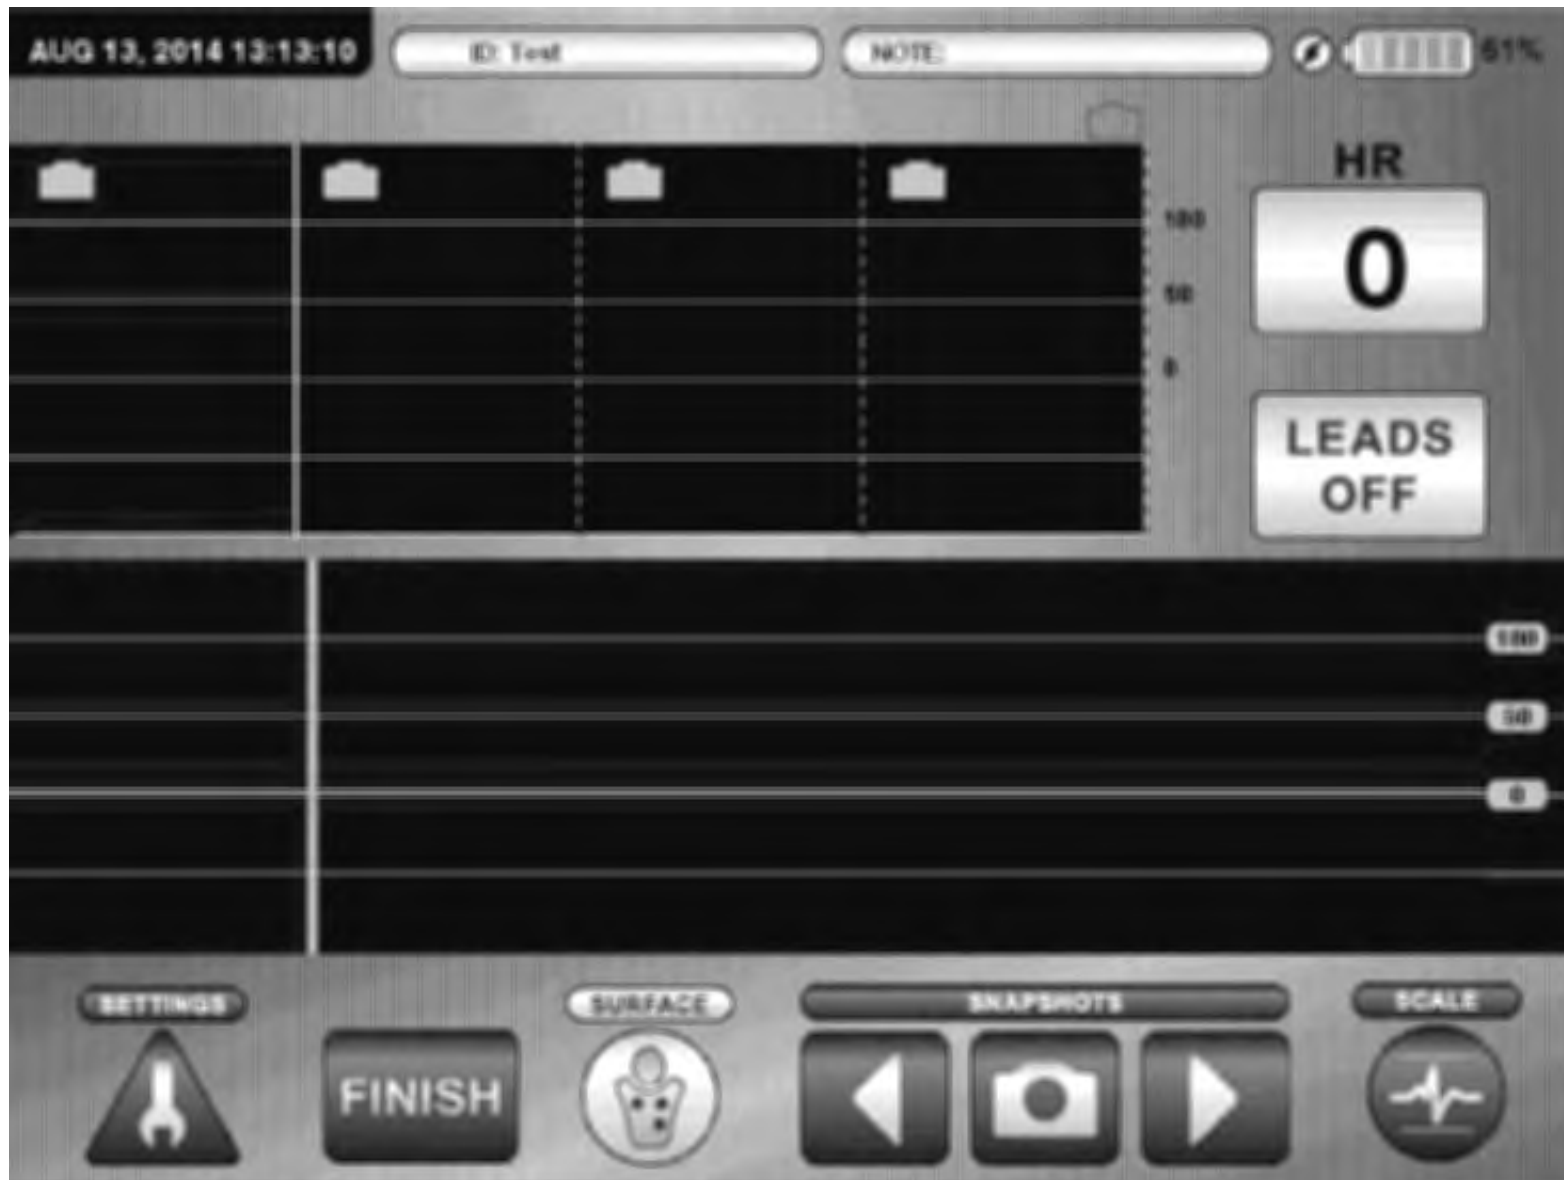 AUG 13, 2014 13:13:10
ID: Test
NOTE:
61%
HR
100
50
0
0
LEADS
OFF
100
50
0
SETTINGS
SURFACE
SNAPSHOTS
SCALE
FINISH